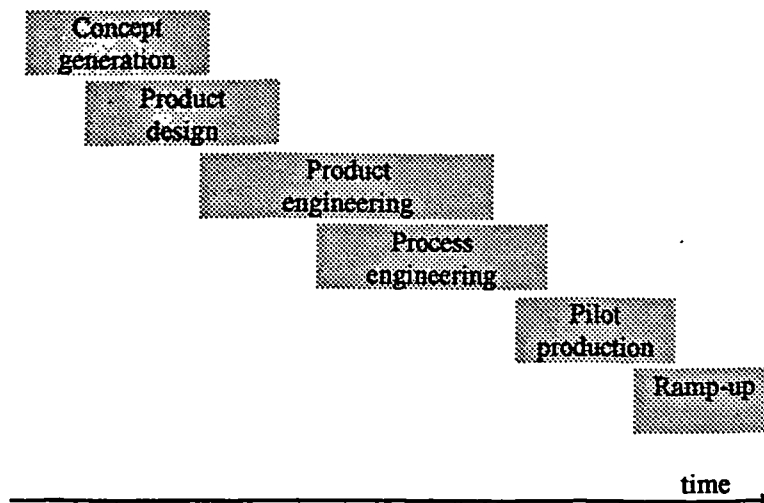 Concept
generation
Product
design
Product
engineering
Process
engineering
Pilot
production
Ramp-up
time